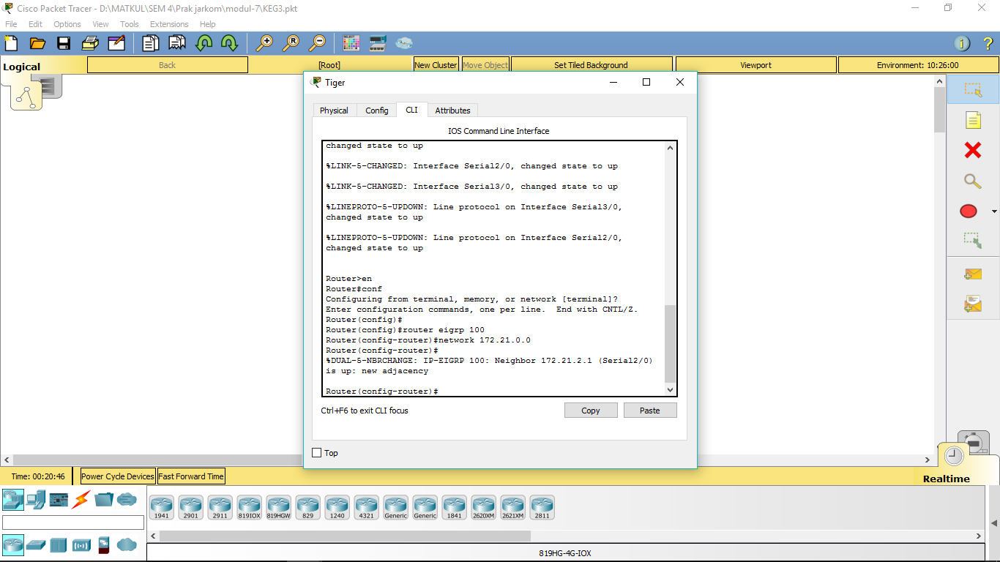 Cisco Packet Tracer - D:\MATKUL\SEM 4\Prak jarkom\modul-7\KEG3.pkt
File Edit Options View Tools Extensions Help
Logical
Back
[Root]
New Cluster
Move Object
Set Tiled Background
Viewport
Environment: 10:26:00
Tiger
Physical
Config
CLI
Attributes
IOS Command Line Interface
changed state to up
%LINK-5-CHANGED: Interface Serial2/0, changed state to up
%LINK-5-CHANGED: Interface Serial3/0, changed state to up
%LINEPROTO-5-UPDOWN: Line protocol on Interface Serial3/0,
changed state to up
%LINEPROTO-5-UPDOWN: Line protocol on Interface Serial2/0,
changed state to up
Router>en
Router#conf
Configuring from terminal, memory, or network [terminal]?
Enter configuration commands, one per line.  End with CNTL/Z.
Router(config)#
Router(config)#router eigrp 100
Router(config-router)#network 172.21.0.0
Router(config-router)#
%DUAL-5-NBRCHANGE: IP-EIGRP 100: Neighbor 172.21.2.1 (Serial2/0)
is up: new adjacency
Router(config-router)#
Ctrl+F6 to exit CLI focus
Copy
Paste
Top
Time: 00:20:46
Power Cycle Devices
Fast Forward Time
Realtime
1941
2901
2911
819IOX
819HGW
829
1240
4321
Generic
Generic
1841
2620XM
2621XM
2811
819HG-4G-IOX